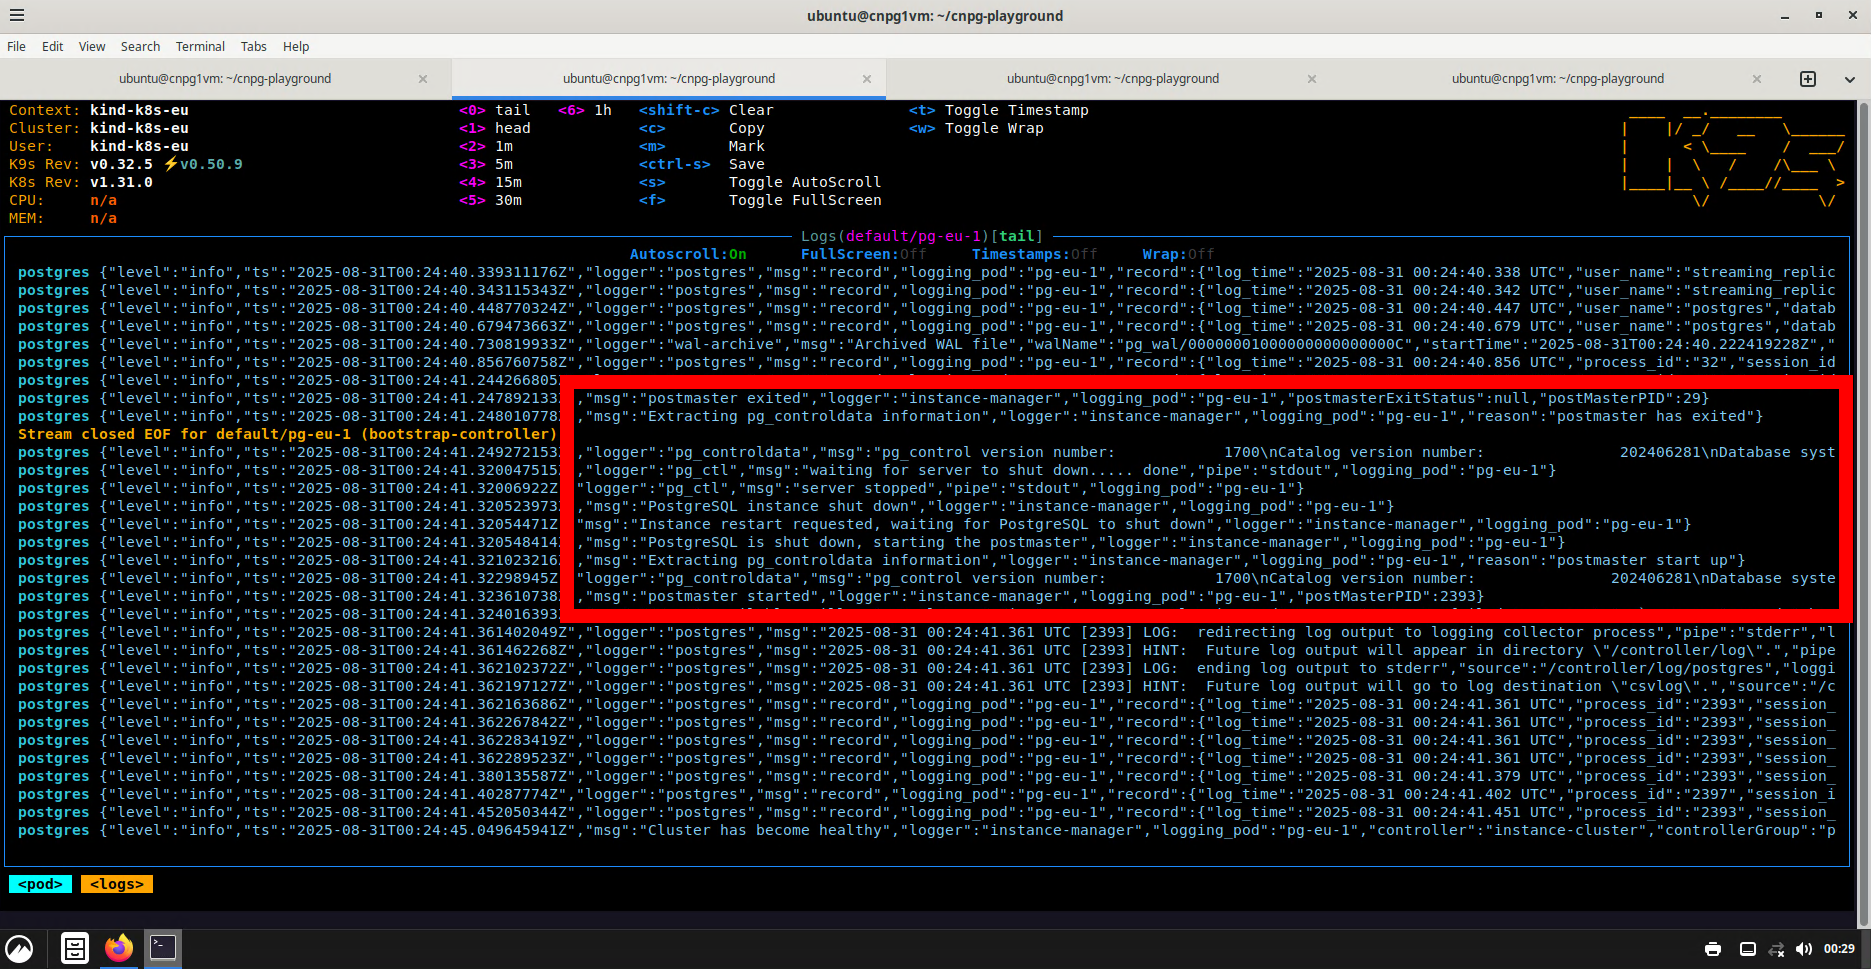 ubuntu@cnpg1vm: ~/cnpg-playground
File Edit View Search Terminal Tabs Help
ubuntu@cnpg1vm: ~/cnpg-playground ubuntu@cnpg1vm: ~/cnpg-playground ubuntu@cnpg1vm: ~/cnpg-playground ubuntu@cnpg1vm: ~/cnpg-playground
Context: kind-k8s-eu <0> tail <6> 1h <shift-c> Clear <t> Toggle Timestamp
Cluster: kind-k8s-eu <1> head <c> Copy <w> Toggle Wrap
User: kind-k8s-eu <2> 1m <m> Mark
K9s Rev: v0.32.5 ⚡v0.50.9 <3> 5m <ctrl-s> Save
K8s Rev: v1.31.0 <4> 15m <s> Toggle AutoScroll
CPU: n/a <5> 30m <f> Toggle FullScreen
MEM: n/a
Logs(default/pg-eu-1)[tail]
Autoscroll:On FullScreen:Off Timestamps:Off Wrap:Off
postgres {"level":"info","ts":"2025-08-31T00:24:40.339311176Z","logger":"postgres","msg":"record","logging_pod":"pg-eu-1","record":{"log_time":"2025-08-31 00:24:40.338 UTC","user_name":"streaming_replic
postgres {"level":"info","ts":"2025-08-31T00:24:40.343115343Z","logger":"postgres","msg":"record","logging_pod":"pg-eu-1","record":{"log_time":"2025-08-31 00:24:40.342 UTC","user_name":"streaming_replic
postgres {"level":"info","ts":"2025-08-31T00:24:40.448770324Z","logger":"postgres","msg":"record","logging_pod":"pg-eu-1","record":{"log_time":"2025-08-31 00:24:40.447 UTC","user_name":"postgres","datab
postgres {"level":"info","ts":"2025-08-31T00:24:40.679473663Z","logger":"postgres","msg":"record","logging_pod":"pg-eu-1","record":{"log_time":"2025-08-31 00:24:40.679 UTC","user_name":"postgres","datab
postgres {"level":"info","ts":"2025-08-31T00:24:40.730819933Z","logger":"wal-archive","msg":"Archived WAL file","walName":"pg_wal/00000001000000000000000C","startTime":"2025-08-31T00:24:40.222419228Z","
postgres {"level":"info","ts":"2025-08-31T00:24:40.856760758Z","logger":"postgres","msg":"record","logging_pod":"pg-eu-1","record":{"log_time":"2025-08-31 00:24:40.856 UTC","process_id":"32","session_id
postgres {"level":"info","ts":"2025-08-31T00:24:41.244266805
postgres {"level":"info","ts":"2025-08-31T00:24:41.247892133 ,"msg":"postmaster exited","logger":"instance-manager","logging_pod":"pg-eu-1","postmasterExitStatus":null,"postMasterPID":29}
postgres {"level":"info","ts":"2025-08-31T00:24:41.248010778 ,"msg":"Extracting pg_controldata information","logger":"instance-manager","logging_pod":"pg-eu-1","reason":"postmaster has exited"}
Stream closed EOF for default/pg-eu-1 (bootstrap-controller)
postgres {"level":"info","ts":"2025-08-31T00:24:41.249272153 ,"logger":"pg_controldata","msg":"pg_control version number: 1700\nCatalog version number: 202406281\nDatabase syst
postgres {"level":"info","ts":"2025-08-31T00:24:41.320047515 ,"logger":"pg_ctl","msg":"waiting for server to shut down..... done","pipe":"stdout","logging_pod":"pg-eu-1"}
postgres {"level":"info","ts":"2025-08-31T00:24:41.32006922Z "logger":"pg_ctl","msg":"server stopped","pipe":"stdout","logging_pod":"pg-eu-1"}
postgres {"level":"info","ts":"2025-08-31T00:24:41.320523973 ,"msg":"PostgreSQL instance shut down","logger":"instance-manager","logging_pod":"pg-eu-1"}
postgres {"level":"info","ts":"2025-08-31T00:24:41.32054471Z "msg":"Instance restart requested, waiting for PostgreSQL to shut down","logger":"instance-manager","logging_pod":"pg-eu-1"}
postgres {"level":"info","ts":"2025-08-31T00:24:41.320548414 ,"msg":"PostgreSQL is shut down, starting the postmaster","logger":"instance-manager","logging_pod":"pg-eu-1"}
postgres {"level":"info","ts":"2025-08-31T00:24:41.321023216 ,"msg":"Extracting pg_controldata information","logger":"instance-manager","logging_pod":"pg-eu-1","reason":"postmaster start up"}
postgres {"level":"info","ts":"2025-08-31T00:24:41.32298945Z "logger":"pg_controldata","msg":"pg_control version number: 1700\nCatalog version number: 202406281\nDatabase syste
postgres {"level":"info","ts":"2025-08-31T00:24:41.323610738 ,"msg":"postmaster started","logger":"instance-manager","logging_pod":"pg-eu-1","postMasterPID":2393}
postgres {"level":"info","ts":"2025-08-31T00:24:41.324016393
postgres {"level":"info","ts":"2025-08-31T00:24:41.361402049Z","logger":"postgres","msg":"2025-08-31 00:24:41.361 UTC [2393] LOG:  redirecting log output to logging collector process","pipe":"stderr","l
postgres {"level":"info","ts":"2025-08-31T00:24:41.361462268Z","logger":"postgres","msg":"2025-08-31 00:24:41.361 UTC [2393] HINT:  Future log output will appear in directory \"/controller/log\".","pipe
postgres {"level":"info","ts":"2025-08-31T00:24:41.362102372Z","logger":"postgres","msg":"2025-08-31 00:24:41.361 UTC [2393] LOG:  ending log output to stderr","source":"/controller/log/postgres","loggi
postgres {"level":"info","ts":"2025-08-31T00:24:41.362197127Z","logger":"postgres","msg":"2025-08-31 00:24:41.361 UTC [2393] HINT:  Future log output will go to log destination \"csvlog\".","source":"/c
postgres {"level":"info","ts":"2025-08-31T00:24:41.362163686Z","logger":"postgres","msg":"record","logging_pod":"pg-eu-1","record":{"log_time":"2025-08-31 00:24:41.361 UTC","process_id":"2393","session_
postgres {"level":"info","ts":"2025-08-31T00:24:41.362267842Z","logger":"postgres","msg":"record","logging_pod":"pg-eu-1","record":{"log_time":"2025-08-31 00:24:41.361 UTC","process_id":"2393","session_
postgres {"level":"info","ts":"2025-08-31T00:24:41.362283419Z","logger":"postgres","msg":"record","logging_pod":"pg-eu-1","record":{"log_time":"2025-08-31 00:24:41.361 UTC","process_id":"2393","session_
postgres {"level":"info","ts":"2025-08-31T00:24:41.362289523Z","logger":"postgres","msg":"record","logging_pod":"pg-eu-1","record":{"log_time":"2025-08-31 00:24:41.361 UTC","process_id":"2393","session_
postgres {"level":"info","ts":"2025-08-31T00:24:41.380135587Z","logger":"postgres","msg":"record","logging_pod":"pg-eu-1","record":{"log_time":"2025-08-31 00:24:41.379 UTC","process_id":"2393","session_
postgres {"level":"info","ts":"2025-08-31T00:24:41.40287774Z","logger":"postgres","msg":"record","logging_pod":"pg-eu-1","record":{"log_time":"2025-08-31 00:24:41.402 UTC","process_id":"2397","session_i
postgres {"level":"info","ts":"2025-08-31T00:24:41.452050344Z","logger":"postgres","msg":"record","logging_pod":"pg-eu-1","record":{"log_time":"2025-08-31 00:24:41.451 UTC","process_id":"2393","session_
postgres {"level":"info","ts":"2025-08-31T00:24:45.049645941Z","msg":"Cluster has become healthy","logger":"instance-manager","logging_pod":"pg-eu-1","controller":"instance-cluster","controllerGroup":"p
<pod> <logs>
00:29